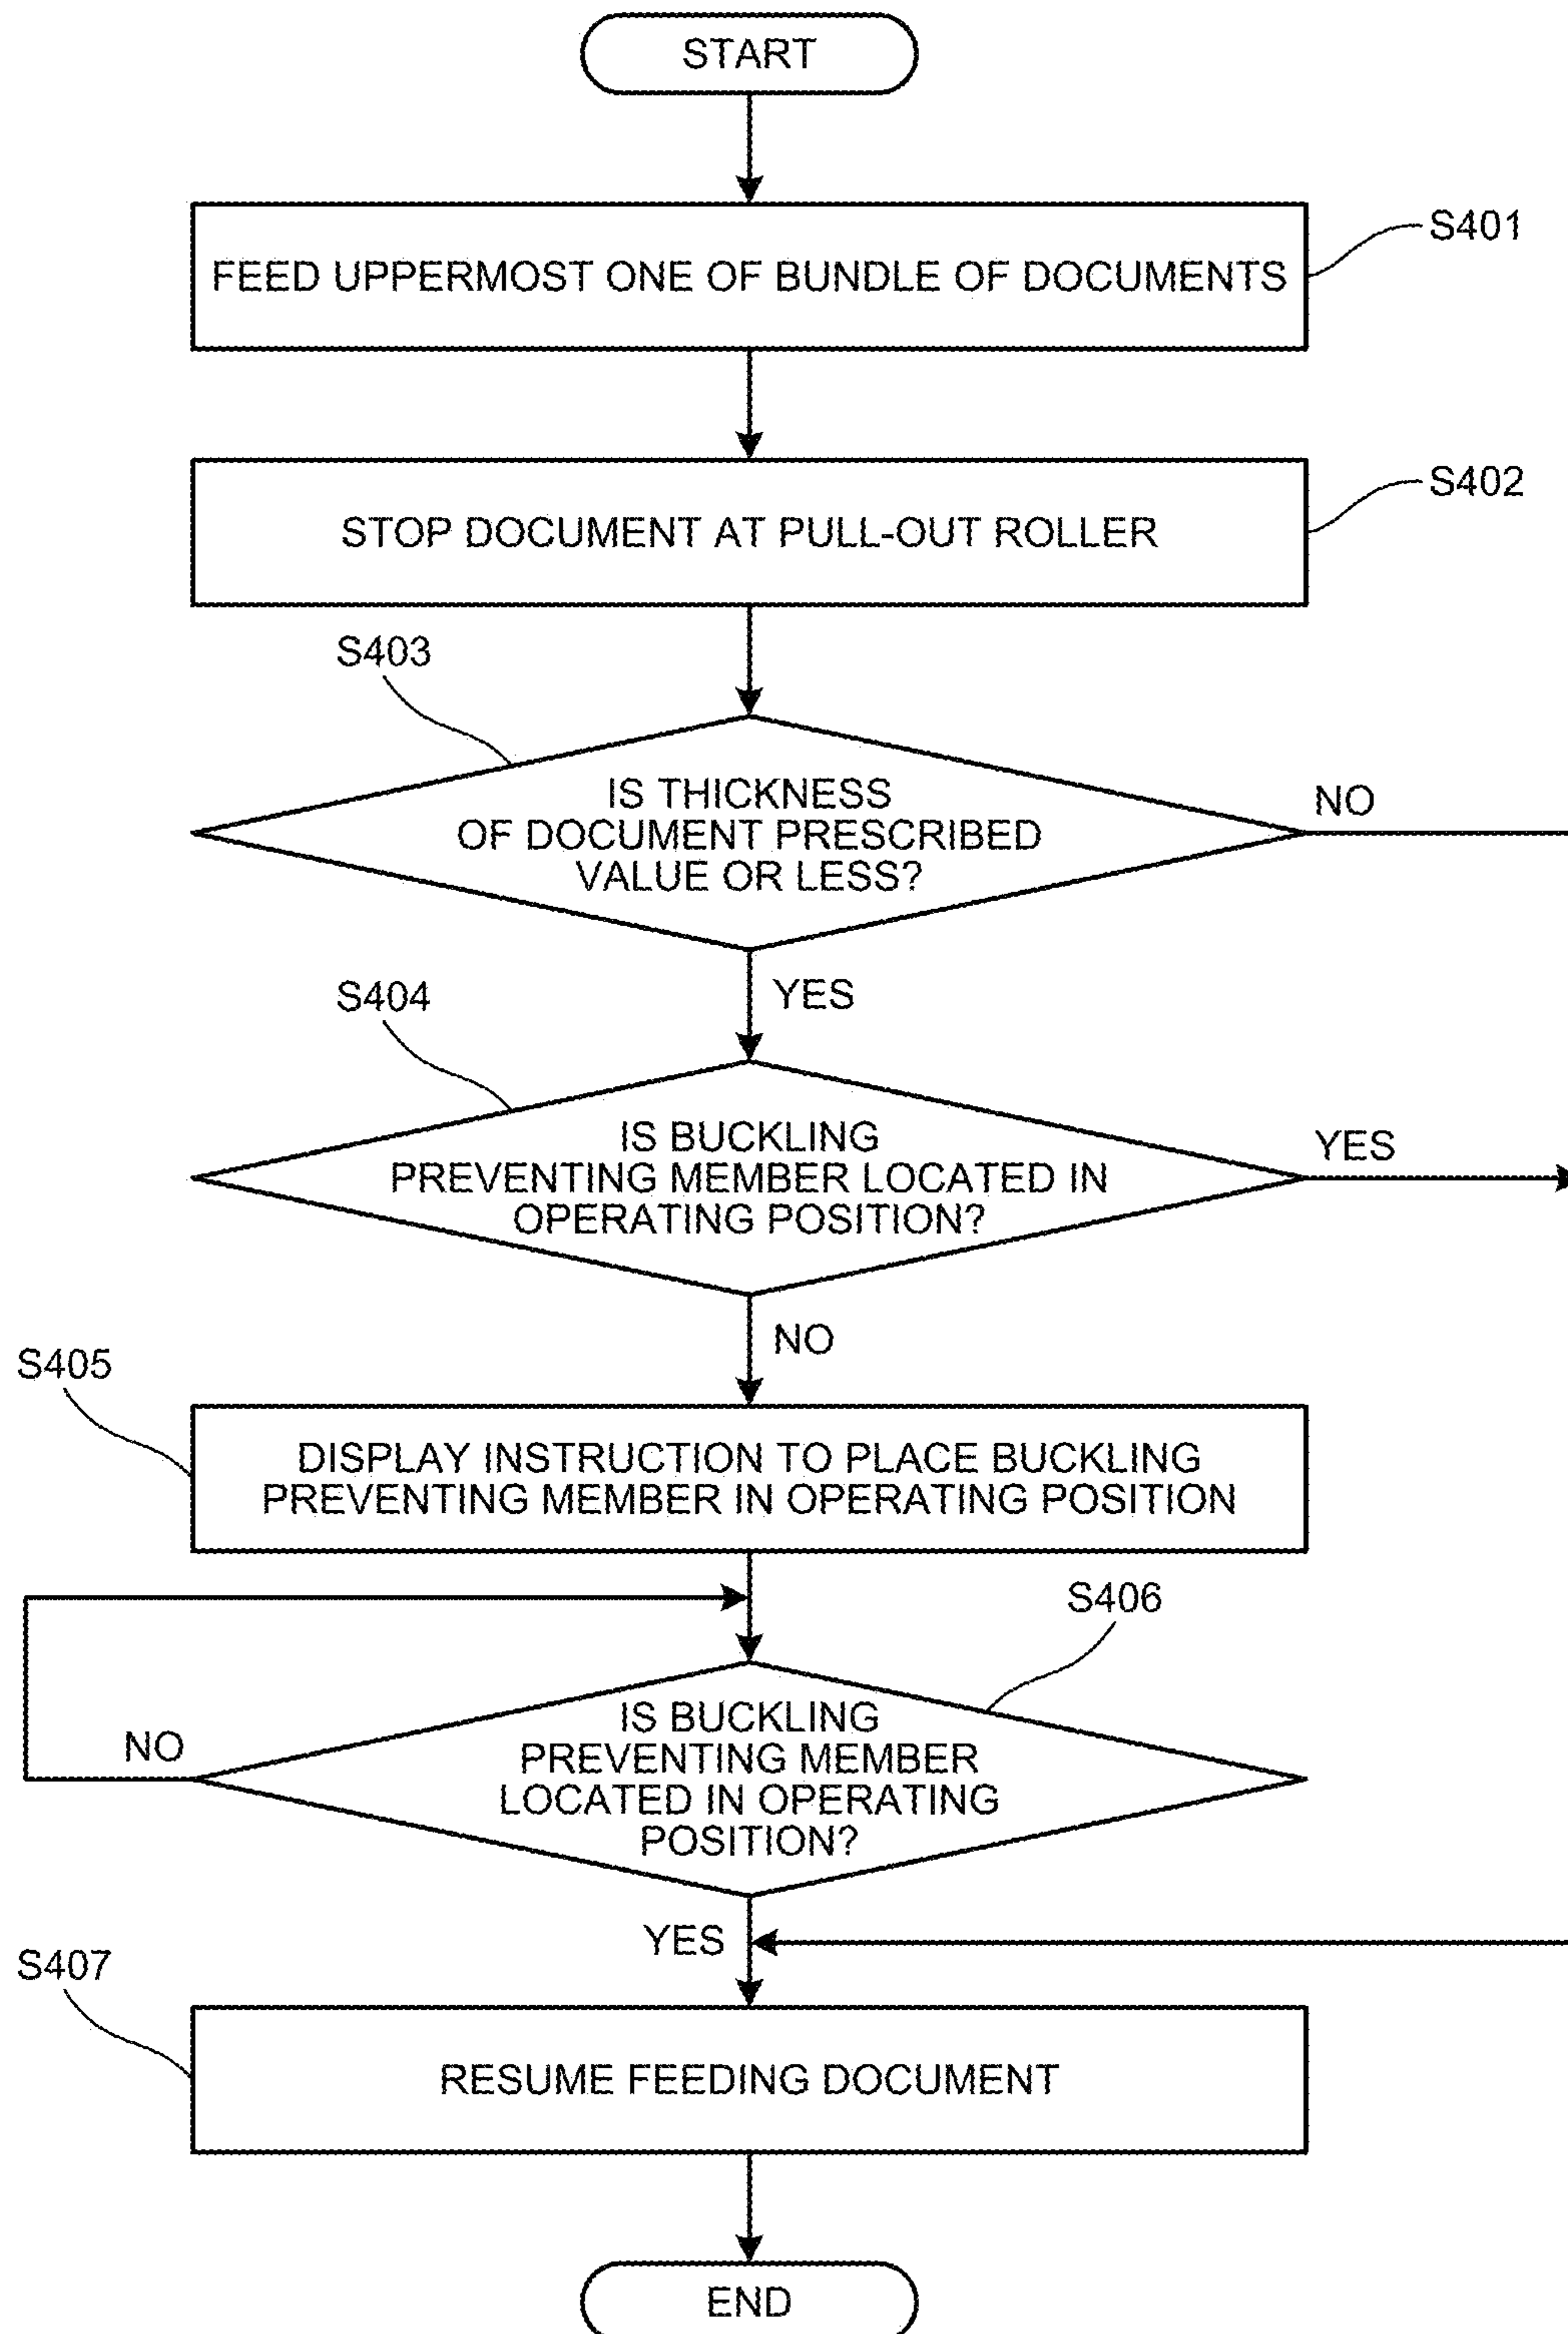 START
FEED UPPERMOST ONE OF BUNDLE OF DOCUMENTS
S401
STOP DOCUMENT AT PULL-OUT ROLLER
S402
S403
IS THICKNESS
OF DOCUMENT PRESCRIBED
VALUE OR LESS?
NO
YES
S404
IS BUCKLING
PREVENTING MEMBER LOCATED IN
OPERATING POSITION?
YES
NO
S405
DISPLAY INSTRUCTION TO PLACE BUCKLING
PREVENTING MEMBER IN OPERATING POSITION
S406
IS BUCKLING
PREVENTING MEMBER
LOCATED IN OPERATING
POSITION?
NO
YES
S407
RESUME FEEDING DOCUMENT
END